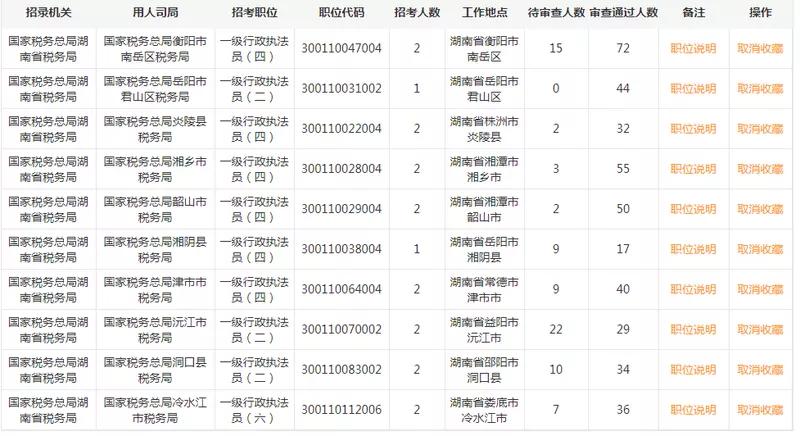 招录机关 用人司局 招考职位 职位代码 招考人数 工作地点 待审查人数 审查通过人数 备注 操作
国家税务总局湖 国家税务总局衡阳市 一级行政执法 300110047004 2 湖南省衡阳市 15 72 职位说明 取消收藏
南省税务局 南岳区税务局 员（四） 南岳区
国家税务总局湖 国家税务总局岳阳市 一级行政执法 300110031002 1 湖南省岳阳市 0 44 职位说明 取消收藏
南省税务局 君山区税务局 员（二） 君山区
国家税务总局湖 国家税务总局炎陵县 一级行政执法 300110022004 2 湖南省株洲市 2 32 职位说明 取消收藏
南省税务局 税务局 员（四） 炎陵县
国家税务总局湖 国家税务总局湘乡市 一级行政执法 300110028004 2 湖南省湘潭市 3 55 职位说明 取消收藏
南省税务局 税务局 员（四） 湘乡市
国家税务总局湖 国家税务总局韶山市 一级行政执法 300110029004 2 湖南省湘潭市 2 50 职位说明 取消收藏
南省税务局 税务局 员（四） 韶山市
国家税务总局湖 国家税务总局湘阴县 一级行政执法 300110038004 1 湖南省岳阳市 9 17 职位说明 取消收藏
南省税务局 税务局 员（四） 湘阴县
国家税务总局湖 国家税务总局津市市 一级行政执法 300110064004 2 湖南省常德市 9 40 职位说明 取消收藏
南省税务局 税务局 员（四） 津市市
国家税务总局湖 国家税务总局沅江市 一级行政执法 300110070002 2 湖南省益阳市 22 29 职位说明 取消收藏
南省税务局 税务局 员（二） 沅江市
国家税务总局湖 国家税务总局洞口县 一级行政执法 300110083002 2 湖南省邵阳市 10 34 职位说明 取消收藏
南省税务局 税务局 员（二） 洞口县
国家税务总局湖 国家税务总局冷水江 一级行政执法 300110112006 2 湖南省娄底市 7 36 职位说明 取消收藏
南省税务局 市税务局 员（六） 冷水江市